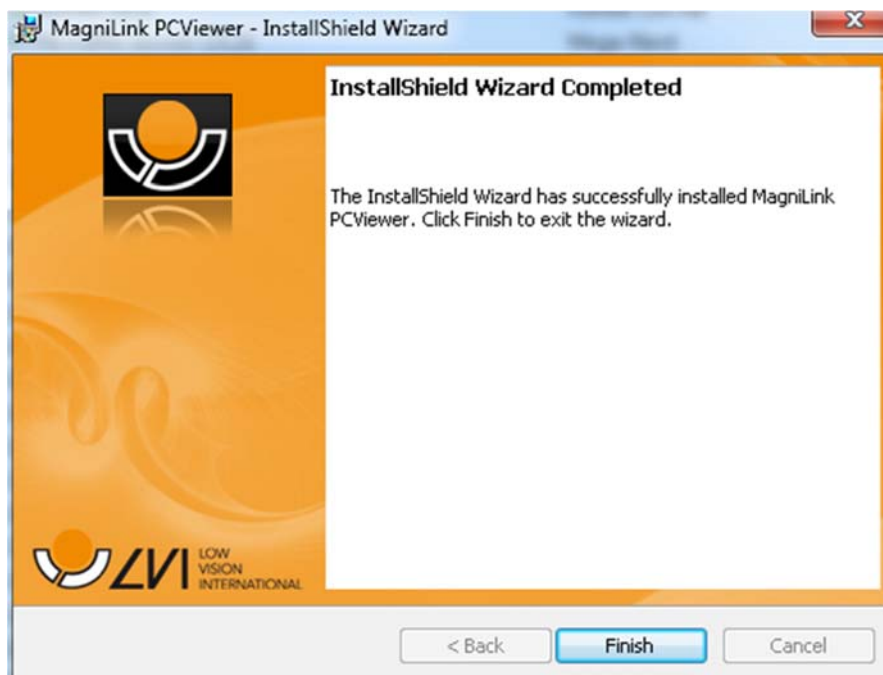 MagniLink PCViewer - InstallShield Wizard
InstallShield Wizard Completed
The InstallShield Wizard has successfully installed MagniLink
PCViewer. Click Finish to exit the wizard.
LVI
LOW
VISION
INTERNATIONAL
< Back
Finish
Cancel